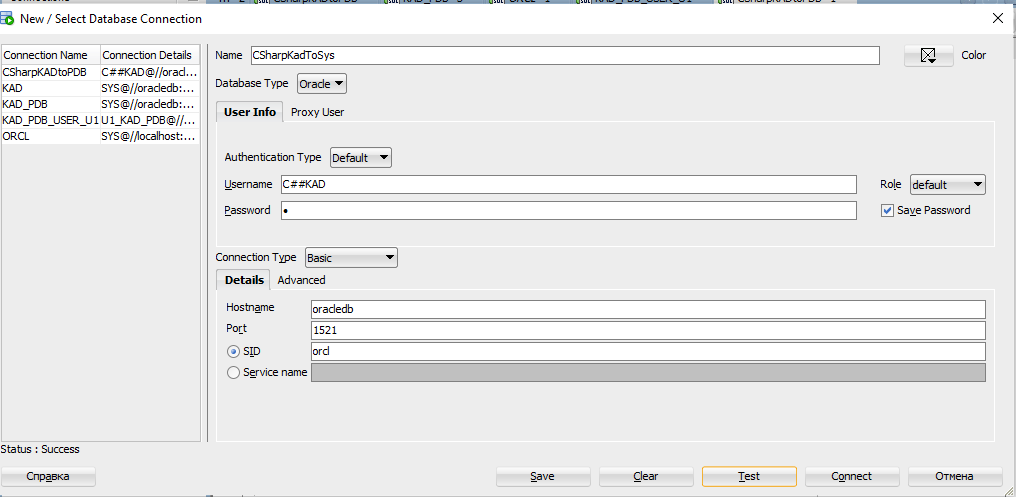 New / Select Database Connection
Connection Name Connection Details
CSharpKADtoPDB C##KAD@//oracl...
KAD SYS@//oracledb:...
KAD_PDB SYS@//oracledb:...
KAD_PDB_USER_U1 U1_KAD_PDB@//...
ORCL SYS@//localhost:...
Name CSharpKadToSys Color
Database Type Oracle
User Info Proxy User
Authentication Type Default
Username C##KAD Role default
Password • Save Password
Connection Type Basic
Details Advanced
Hostname oracledb
Port 1521
SID orcl
Service name
Status : Success
Справка Save Clear Test Connect Отмена